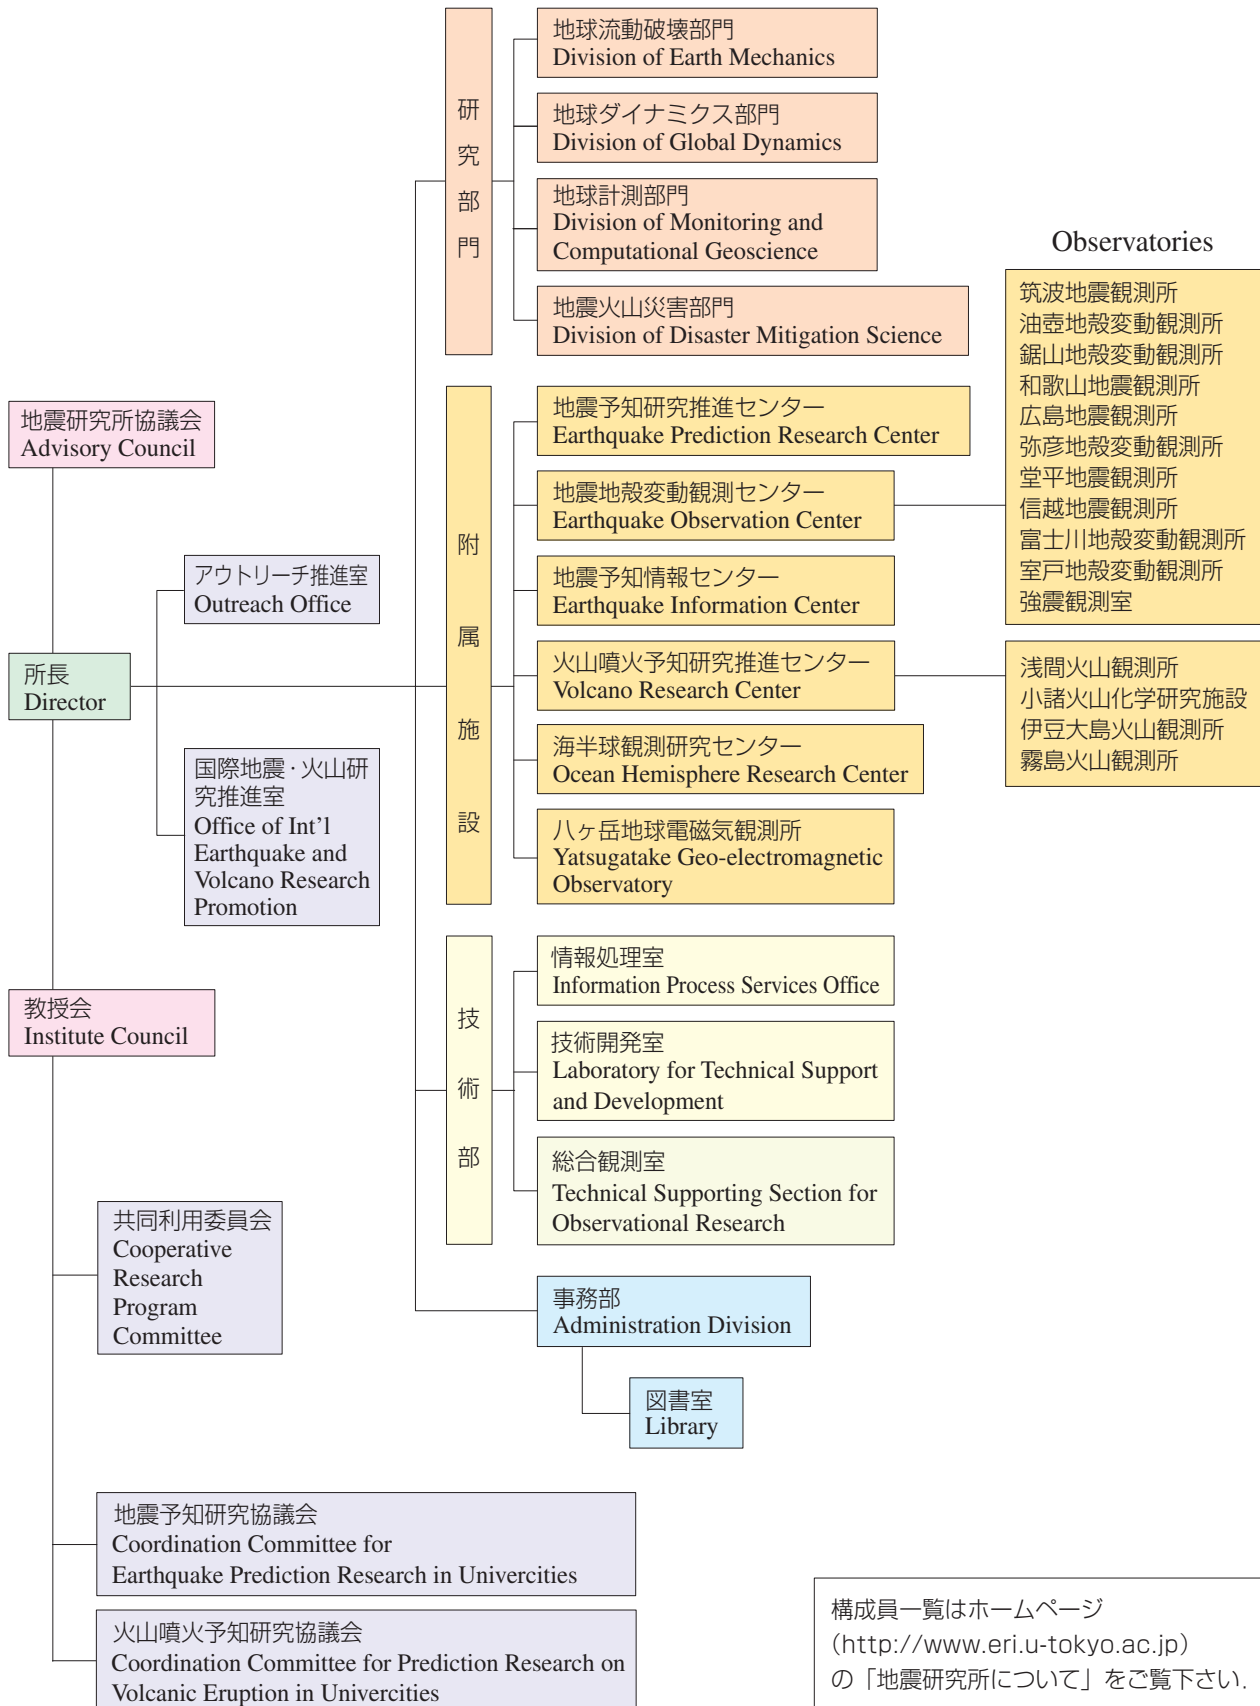 地球流動破壊部門
Division of Earth Mechanics
地球ダイナミクス部門
Division of Global Dynamics
研究部門
地球計測部門
Division of Monitoring and
Computational Geoscience
地震火山災害部門
Division of Disaster Mitigation Science
Observatories
筑波地震観測所
油壺地殻変動観測所
鋸山地殻変動観測所
和歌山地震観測所
広島地震観測所
弥彦地殻変動観測所
堂平地震観測所
信越地震観測所
富士川地殻変動観測所
室戸地殻変動観測所
強震観測室
地震研究所協議会
Advisory Council
地震予知研究推進センター
Earthquake Prediction Research Center
地震地殻変動観測センター
Earthquake Observation Center
附属施設
アウトリーチ推進室
Outreach Office
地震予知情報センター
Earthquake Information Center
所長
Director
火山噴火予知研究推進センター
Volcano Research Center
浅間火山観測所
小諸火山化学研究施設
伊豆大島火山観測所
霧島火山観測所
海半球観測研究センター
Ocean Hemisphere Research Center
国際地震・火山研
究推進室
Office of Int'l
Earthquake and
Volcano Research
Promotion
八ヶ岳地球電磁気観測所
Yatsugatake Geo-electromagnetic
Observatory
情報処理室
Information Process Services Office
教授会
Institute Council
技術部
技術開発室
Laboratory for Technical Support
and Development
総合観測室
Technical Supporting Section for
Observational Research
共同利用委員会
Cooperative
Research
Program
Committee
事務部
Administration Division
図書室
Library
地震予知研究協議会
Coordination Committee for
Earthquake Prediction Research in Univercities
火山噴火予知研究協議会
Coordination Committee for Prediction Research on
Volcanic Eruption in Univercities
構成員一覧はホームページ
(http://www.eri.u-tokyo.ac.jp)
の「地震研究所について」をご覧下さい.